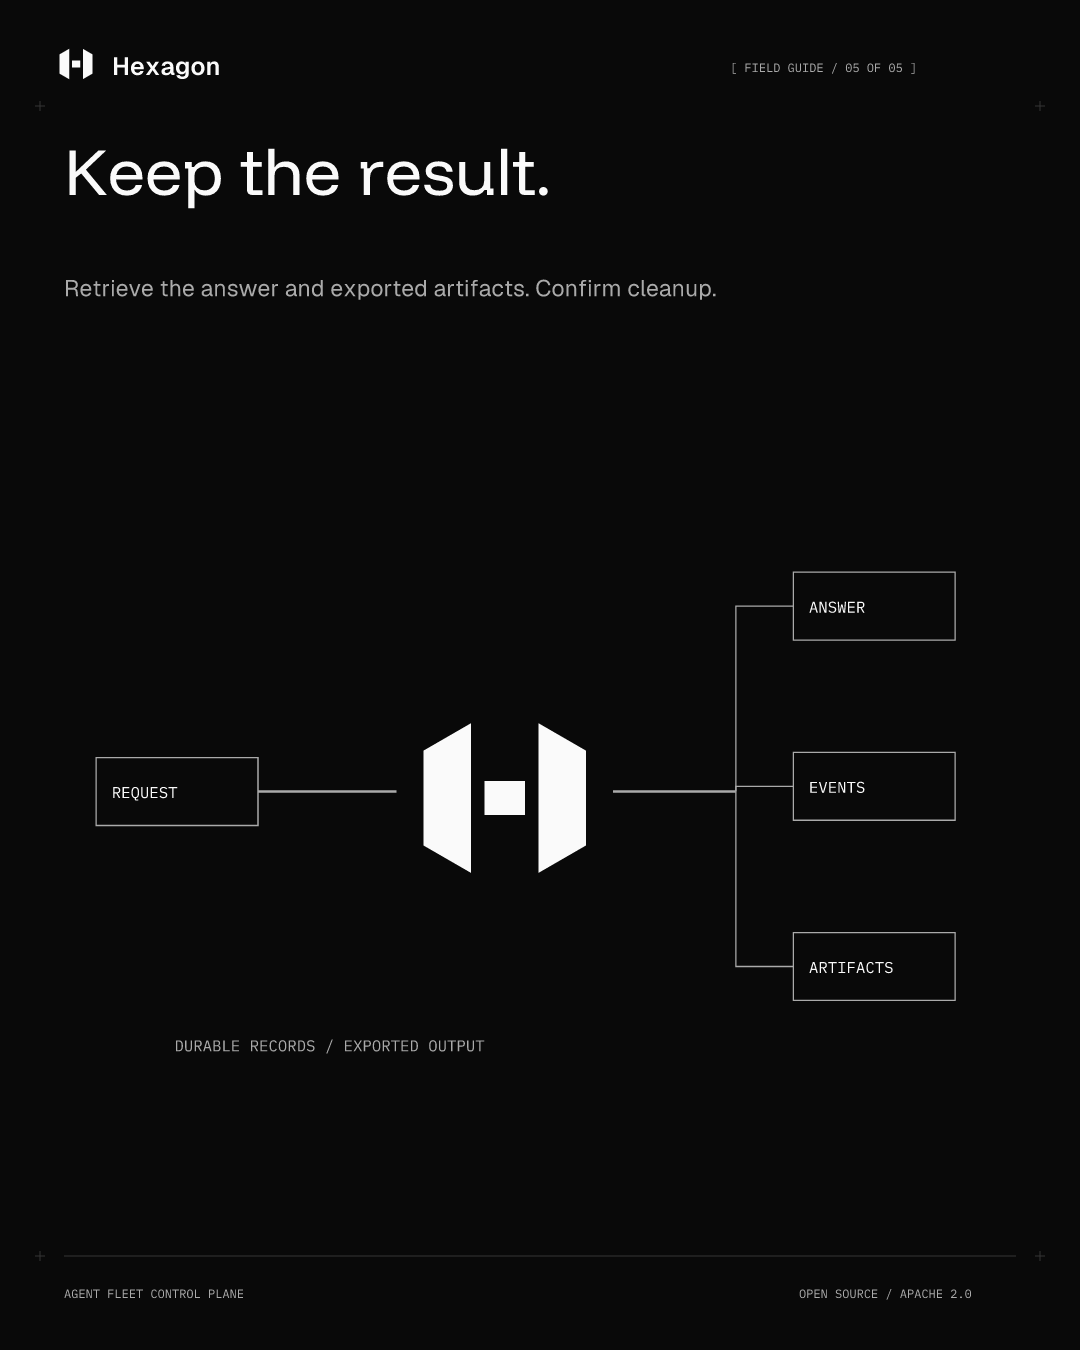 Hexagon
[ FIELD GUIDE / 05 OF 05 ]
Keep the result.
Retrieve the answer and exported artifacts. Confirm cleanup.
ANSWER
REQUEST
EVENTS
ARTIFACTS
DURABLE RECORDS / EXPORTED OUTPUT
AGENT FLEET CONTROL PLANE
OPEN SOURCE / APACHE 2.0